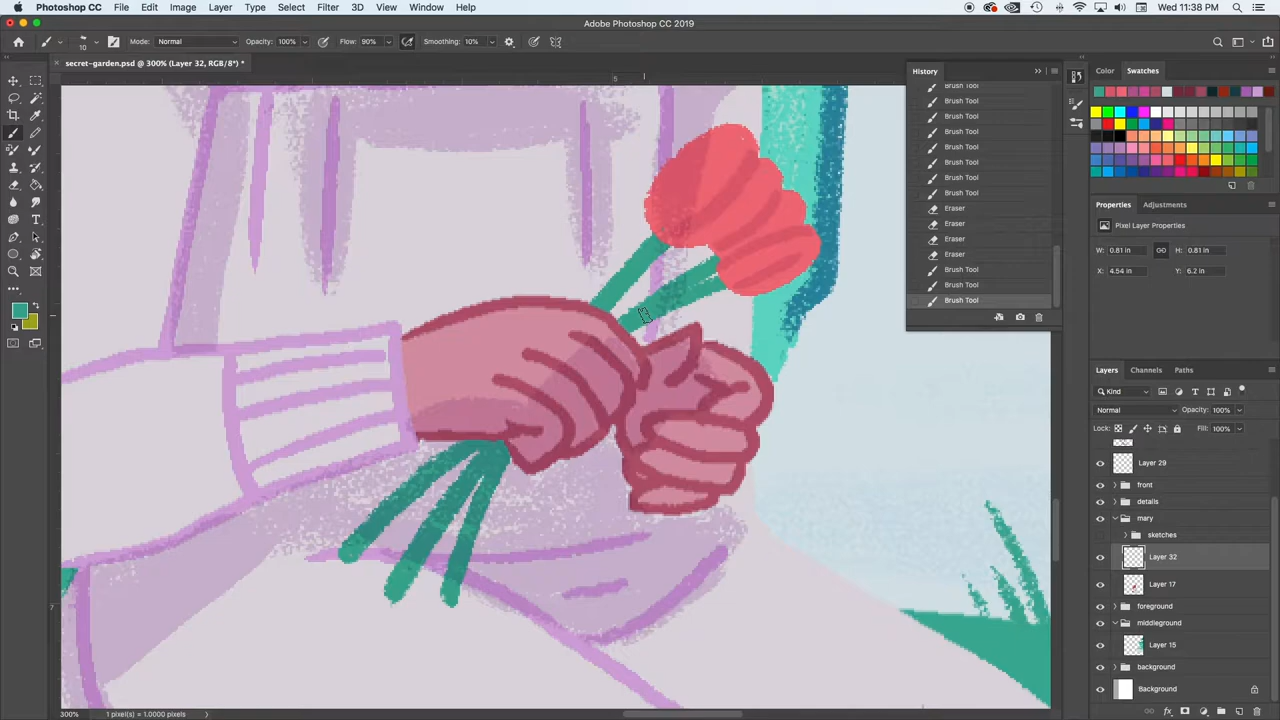 Photoshop CC File Edit Image Layer Type Select Filter 3D View Window Help Wed 11:38 PM
Adobe Photoshop CC 2019
10 Mode: Normal Opacity: 100% Flow: 90% Smoothing: 10%
secret-garden.psd @ 300% (Layer 32, RGB/8*) *
5
7
History
Brush Tool
Brush Tool
Brush Tool
Brush Tool
Brush Tool
Brush Tool
Brush Tool
Brush Tool
Eraser
Eraser
Eraser
Eraser
Brush Tool
Brush Tool
Brush Tool
Color Swatches
Properties Adjustments
Pixel Layer Properties
W: 0.81 in H: 0.81 in
X: 4.54 in Y: 6.2 in
Layers Channels Paths
Kind
Normal Opacity: 100%
Lock: Fill: 100%
Layer 29
front
details
mary
sketches
Layer 32
Layer 17
foreground
middleground
Layer 15
background
Background
300% 1 pixel(s) = 1.0000 pixels